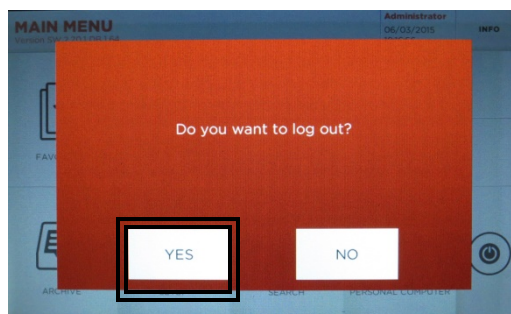 MAIN MENU
Administrator
06/03/2015
INFO
Do you want to log out?
FAVO
YES
NO
ARCHIVE
SEARCH
PERSONAL COMPUTER